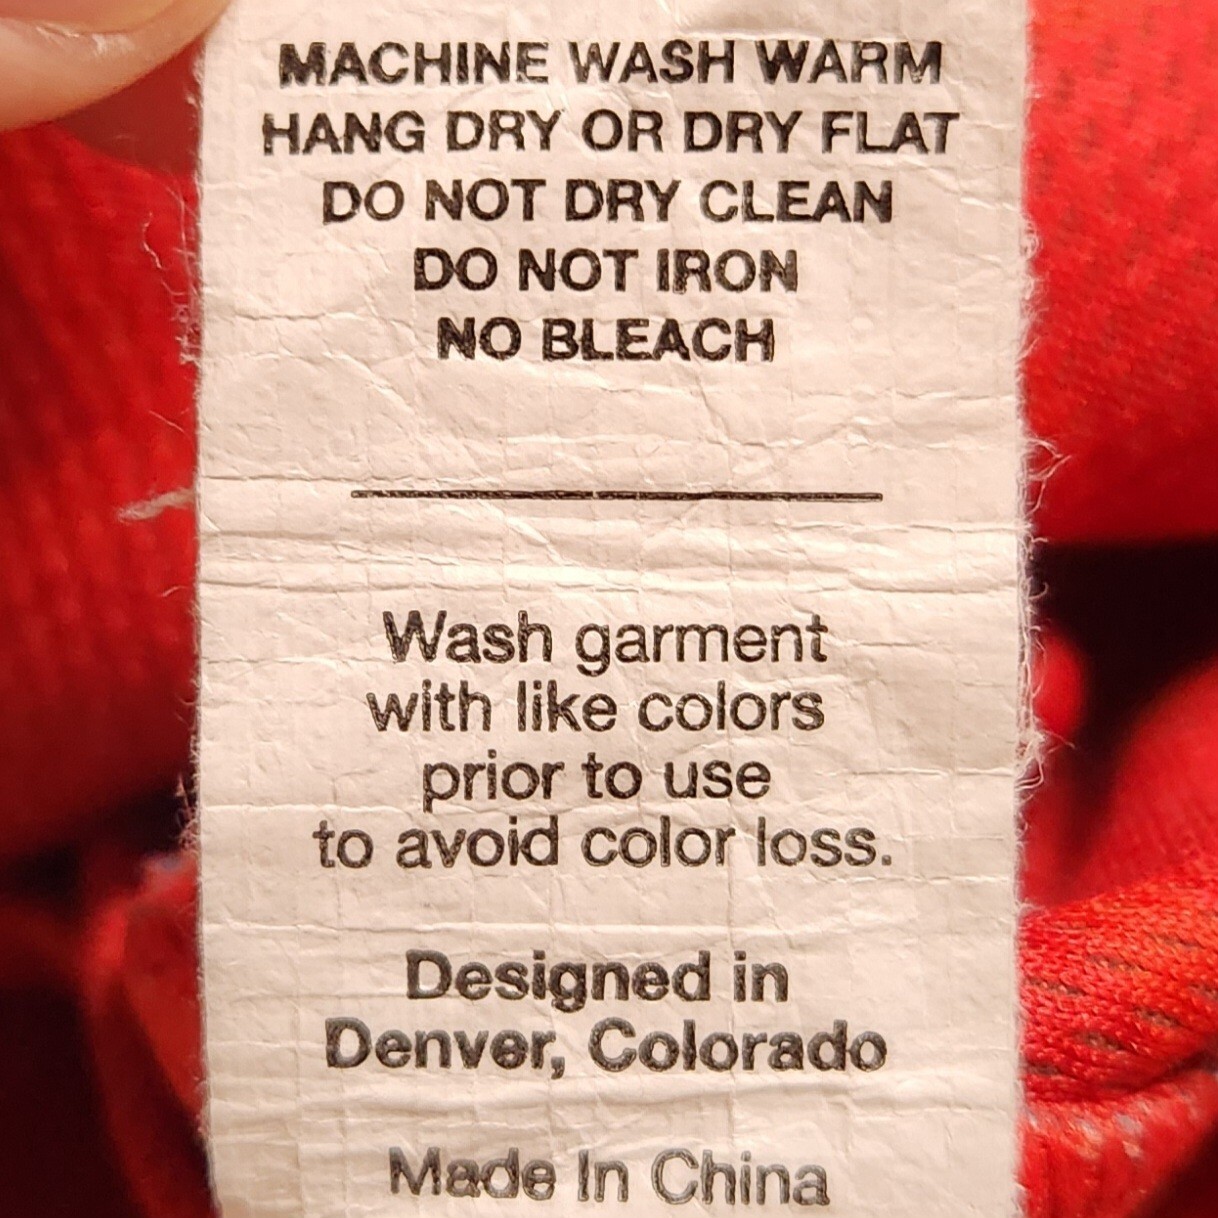 MACHINE WASH WARM
HANG DRY OR DRY FLAT
DO NOT DRY CLEAN
DO NOT IRON
NO BLEACH
Wash garment
with like colors
prior to use
to avoid color loss.
Designed in
Denver, Colorado
Made In China